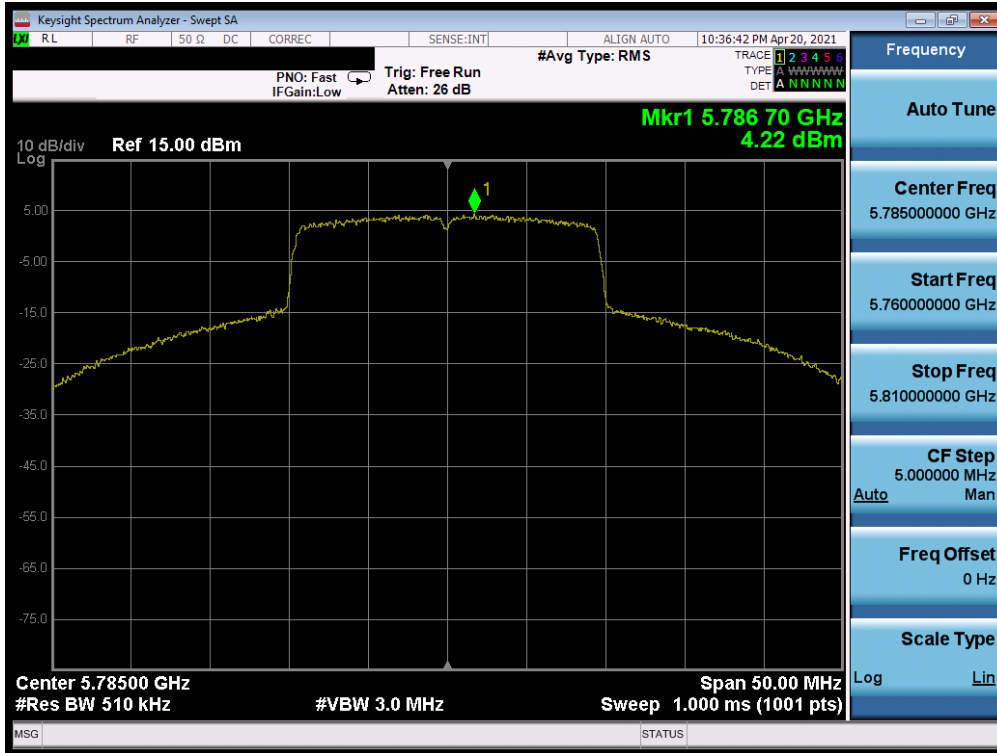 Keysight Spectrum Analyzer - Swept SA
LXI RL RF 50 Ω DC CORREC SENSE:INT ALIGN AUTO 10:36:42 PM Apr 20, 2021
#Avg Type: RMS TRACE 1 2 3 4 5 6
PNO: Fast Trig: Free Run TYPE A WWWWW
IFGain:Low Atten: 26 dB DET A N N N N N
Mkr1 5.786 70 GHz
4.22 dBm
10 dB/div Ref 15.00 dBm
Log
1
5.00
-5.00
-15.0
-25.0
-35.0
-45.0
-55.0
-65.0
-75.0
Center 5.78500 GHz Span 50.00 MHz
#Res BW 510 kHz #VBW 3.0 MHz Sweep 1.000 ms (1001 pts)
MSG STATUS
Frequency
Auto Tune
Center Freq
5.785000000 GHz
Start Freq
5.760000000 GHz
Stop Freq
5.810000000 GHz
CF Step
5.000000 MHz
Auto Man
Freq Offset
0 Hz
Scale Type
Log Lin